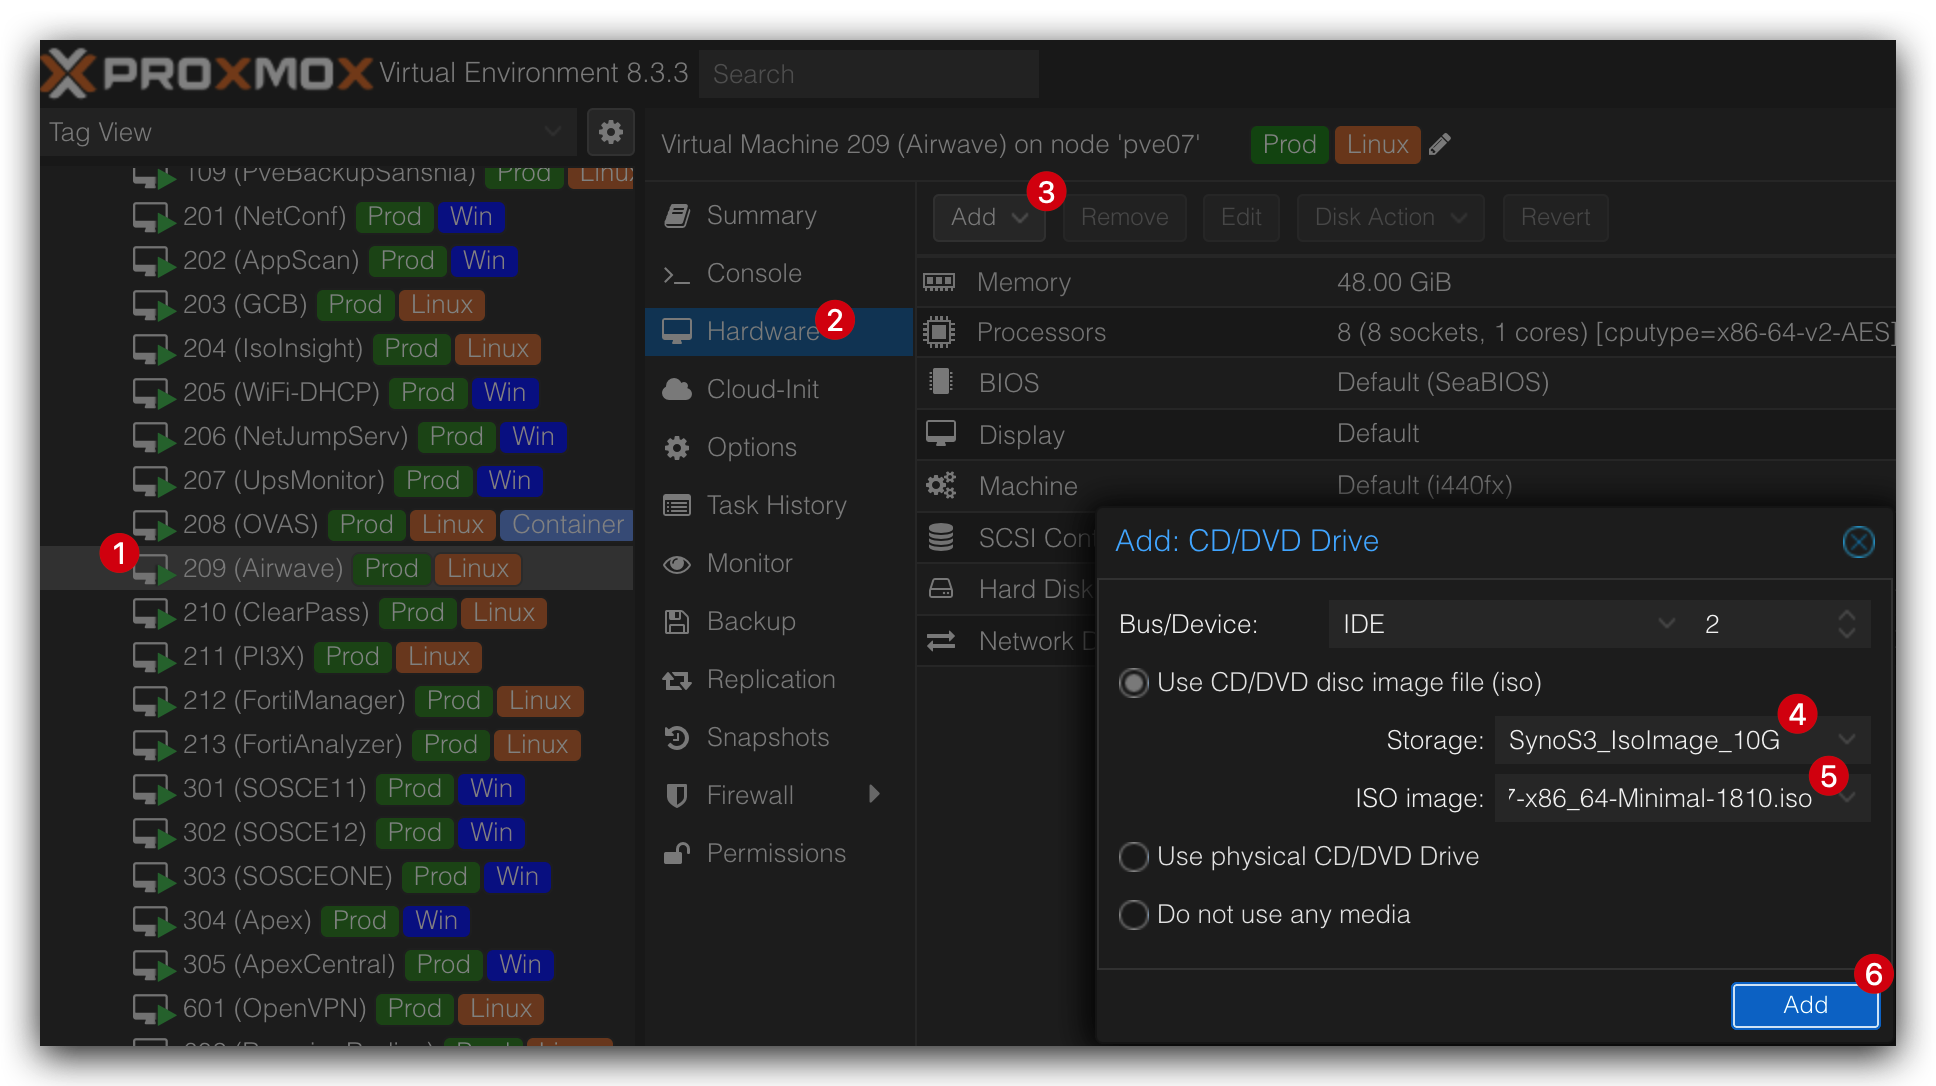 PROXMOX Virtual Environment 8.3.3 Search
Tag View
109 (PveBackupSanshia) Prod Linux
201 (NetConf) Prod Win
202 (AppScan) Prod Win
203 (GCB) Prod Linux
204 (IsoInsight) Prod Linux
205 (WiFi-DHCP) Prod Win
206 (NetJumpServ) Prod Win
207 (UpsMonitor) Prod Win
208 (OVAS) Prod Linux Container
1 209 (Airwave) Prod Linux
210 (ClearPass) Prod Linux
211 (PI3X) Prod Linux
212 (FortiManager) Prod Linux
213 (FortiAnalyzer) Prod Linux
301 (SOSCE11) Prod Win
302 (SOSCE12) Prod Win
303 (SOSCEONE) Prod Win
304 (Apex) Prod Win
305 (ApexCentral) Prod Win
601 (OpenVPN) Prod Linux
Virtual Machine 209 (Airwave) on node 'pve07' Prod Linux
Summary
Console
Hardware 2
Cloud-Init
Options
Task History
Monitor
Backup
Replication
Snapshots
Firewall
Permissions
Add 3 Remove Edit Disk Action Revert
Memory 48.00 GiB
Processors 8 (8 sockets, 1 cores) [cputype=x86-64-v2-AES]
BIOS Default (SeaBIOS)
Display Default
Machine Default (i440fx)
SCSI Con
Hard Disk
Network D
Add: CD/DVD Drive
Bus/Device: IDE 2
Use CD/DVD disc image file (iso)
Storage: SynoS3_IsoImage_10G 4
ISO image: 7-x86_64-Minimal-1810.iso 5
Use physical CD/DVD Drive
Do not use any media
Add 6